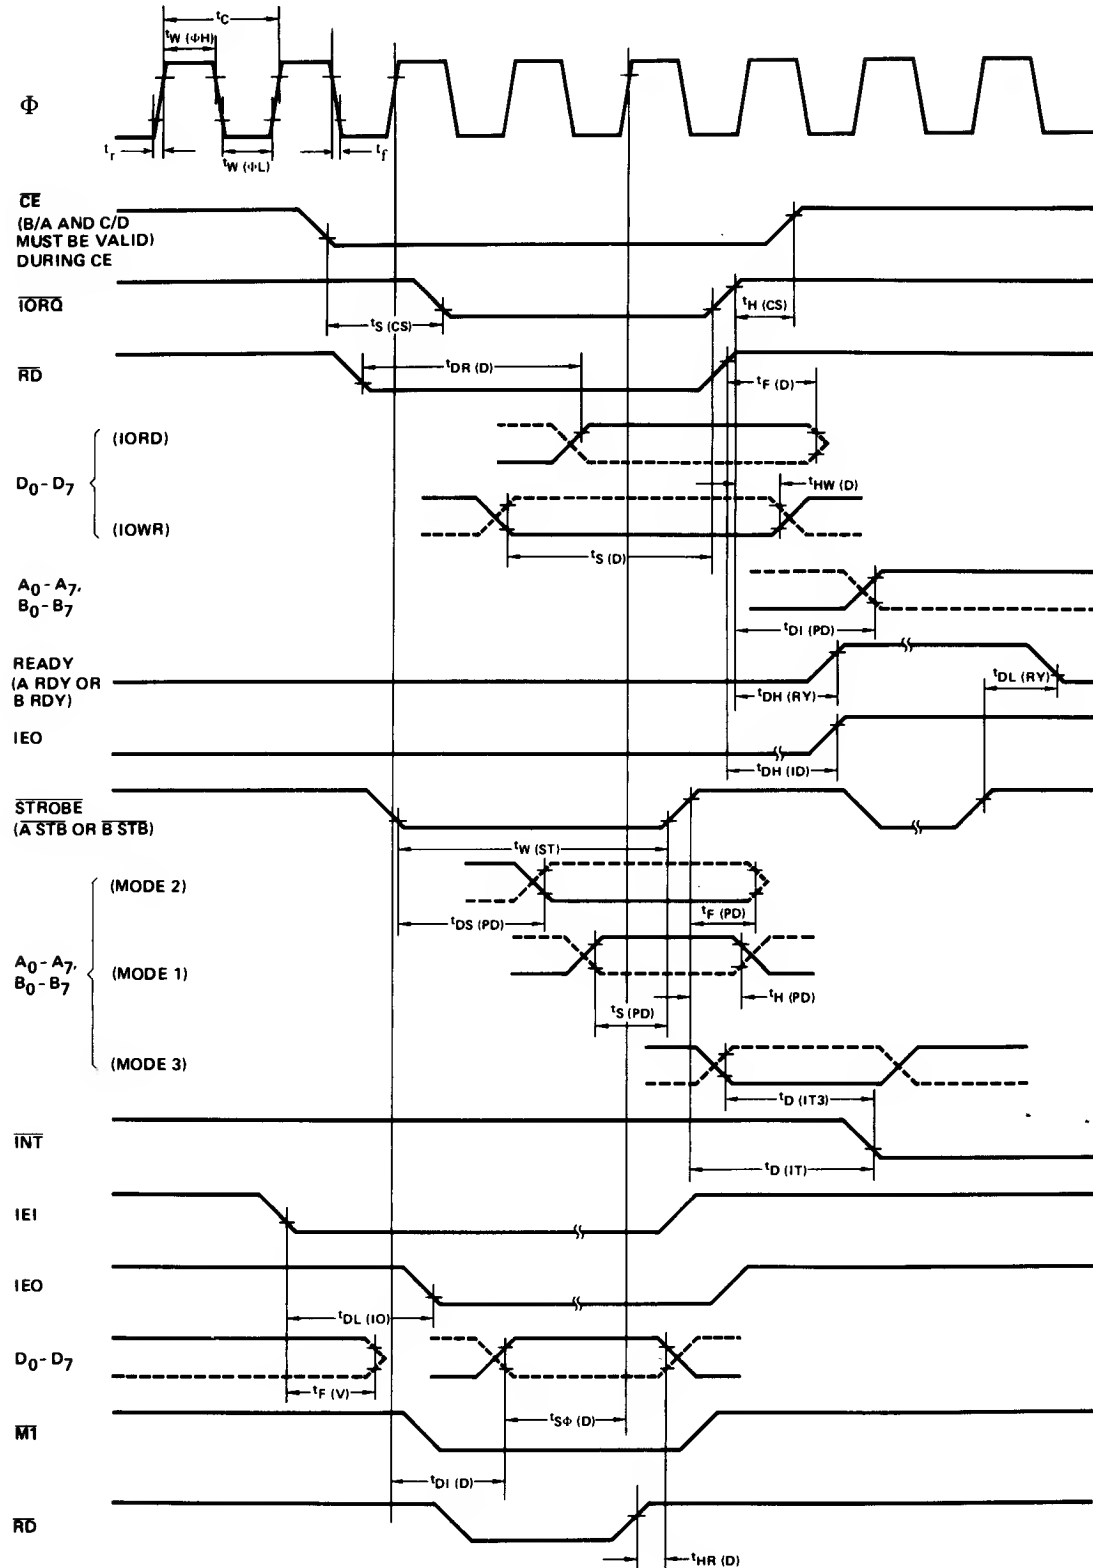 tC
tW (ΦH)
Φ
tr
tW (ΦL)
tf
CE
(B/A AND C/D
MUST BE VALID)
DURING CE
IORQ
tS (CS)
tH (CS)
RD
tDR (D)
tF (D)
(IORD)
D0-D7
tHW (D)
(IOWR)
tS (D)
A0-A7,
B0-B7
tDI (PD)
READY
(A RDY OR
B RDY)
tDL (RY)
tDH (RY)
IEO
tDH (ID)
STROBE
(A STB OR B STB)
tW (ST)
(MODE 2)
tF (PD)
tDS (PD)
A0-A7,
B0-B7
(MODE 1)
tH (PD)
tS (PD)
(MODE 3)
tD (IT3)
INT
tD (IT)
IEI
IEO
tDL (IO)
D0-D7
tF (V)
tSΦ (D)
M1
tDI (D)
RD
tHR (D)